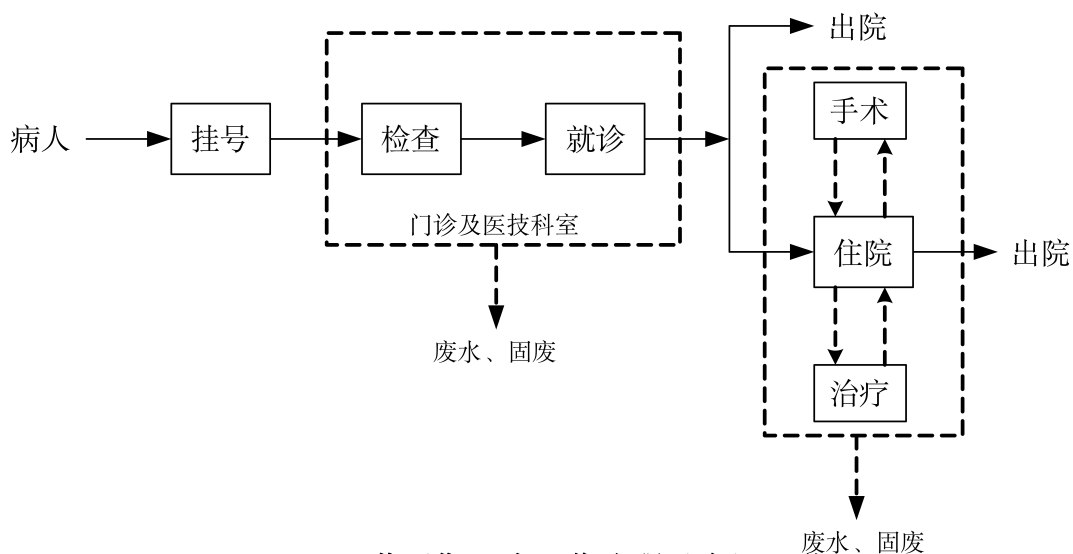 出院
手术
病人
挂号
检查
就诊
门诊及医技科室
住院
出院
废水、固废
治疗
废水、固废